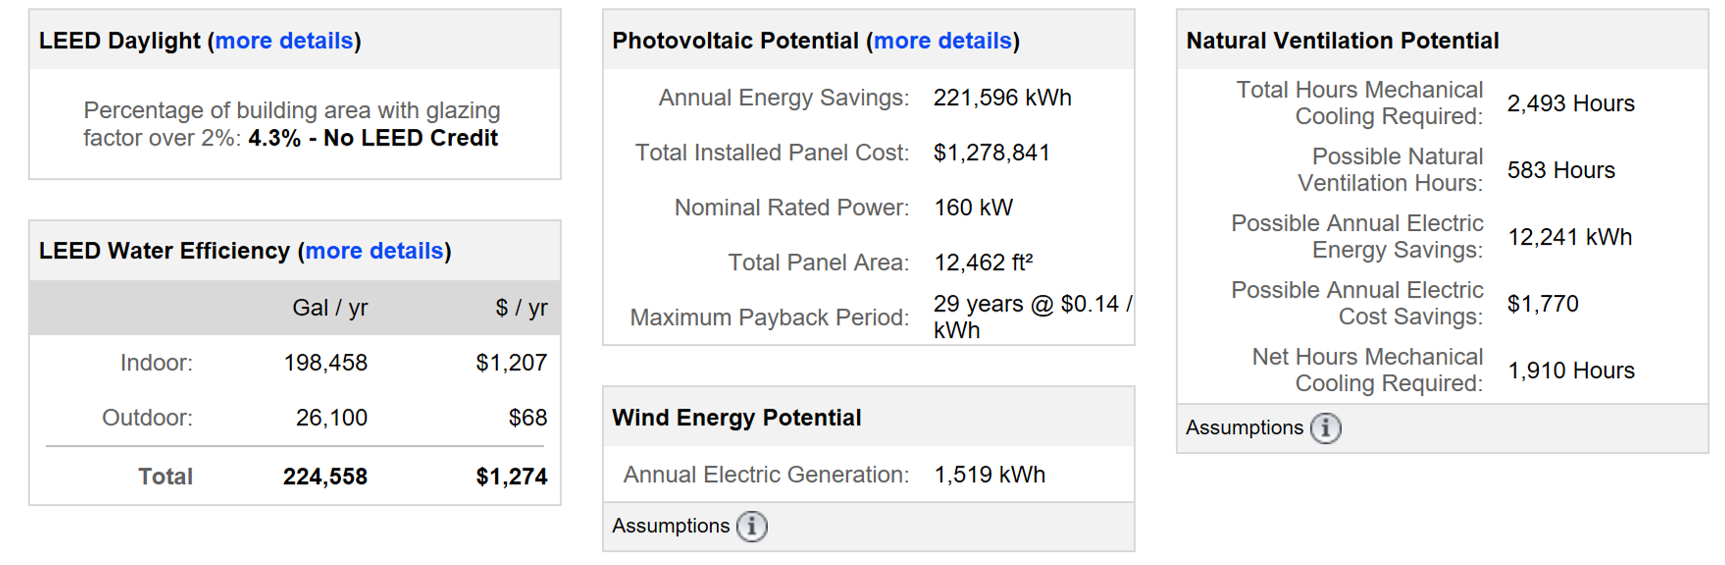 LEED Daylight (more details)
Percentage of building area with glazing
factor over 2%: 4.3% - No LEED Credit
LEED Water Efficiency (more details)
Gal / yr $ / yr
Indoor: 198,458 $1,207
Outdoor: 26,100 $68
Total 224,558 $1,274
Photovoltaic Potential (more details)
Annual Energy Savings: 221,596 kWh
Total Installed Panel Cost: $1,278,841
Nominal Rated Power: 160 kW
Total Panel Area: 12,462 ft²
Maximum Payback Period: 29 years @ $0.14 /
kWh
Wind Energy Potential
Annual Electric Generation: 1,519 kWh
Assumptions i
Natural Ventilation Potential
Total Hours Mechanical
Cooling Required: 2,493 Hours
Possible Natural
Ventilation Hours: 583 Hours
Possible Annual Electric
Energy Savings: 12,241 kWh
Possible Annual Electric
Cost Savings: $1,770
Net Hours Mechanical
Cooling Required: 1,910 Hours
Assumptions i